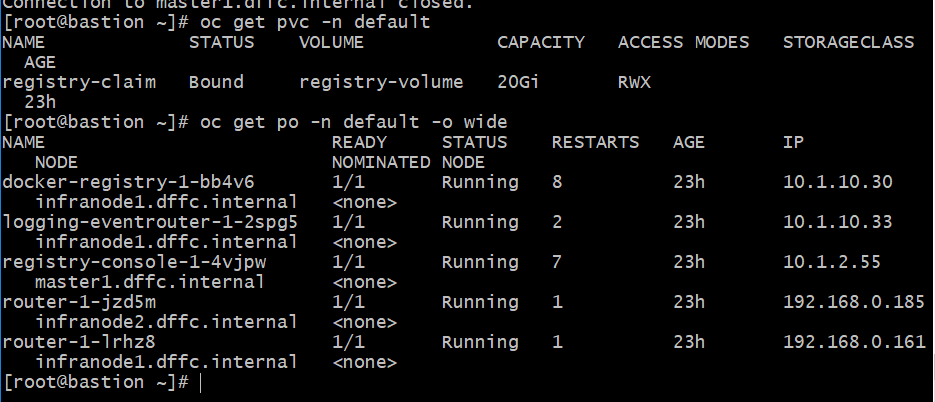 Connection to master1.dffc.internal closed.
[root@bastion ~]# oc get pvc -n default
NAME STATUS VOLUME CAPACITY ACCESS MODES STORAGECLASS
AGE
registry-claim Bound registry-volume 20Gi RWX
23h
[root@bastion ~]# oc get po -n default -o wide
NAME READY STATUS RESTARTS AGE IP
NODE NOMINATED NODE
docker-registry-1-bb4v6 1/1 Running 8 23h 10.1.10.30
infranode1.dffc.internal <none>
logging-eventrouter-1-2spg5 1/1 Running 2 23h 10.1.10.33
infranode1.dffc.internal <none>
registry-console-1-4vjpw 1/1 Running 7 23h 10.1.2.55
master1.dffc.internal <none>
router-1-jzd5m 1/1 Running 1 23h 192.168.0.185
infranode2.dffc.internal <none>
router-1-lrhz8 1/1 Running 1 23h 192.168.0.161
infranode1.dffc.internal <none>
[root@bastion ~]#